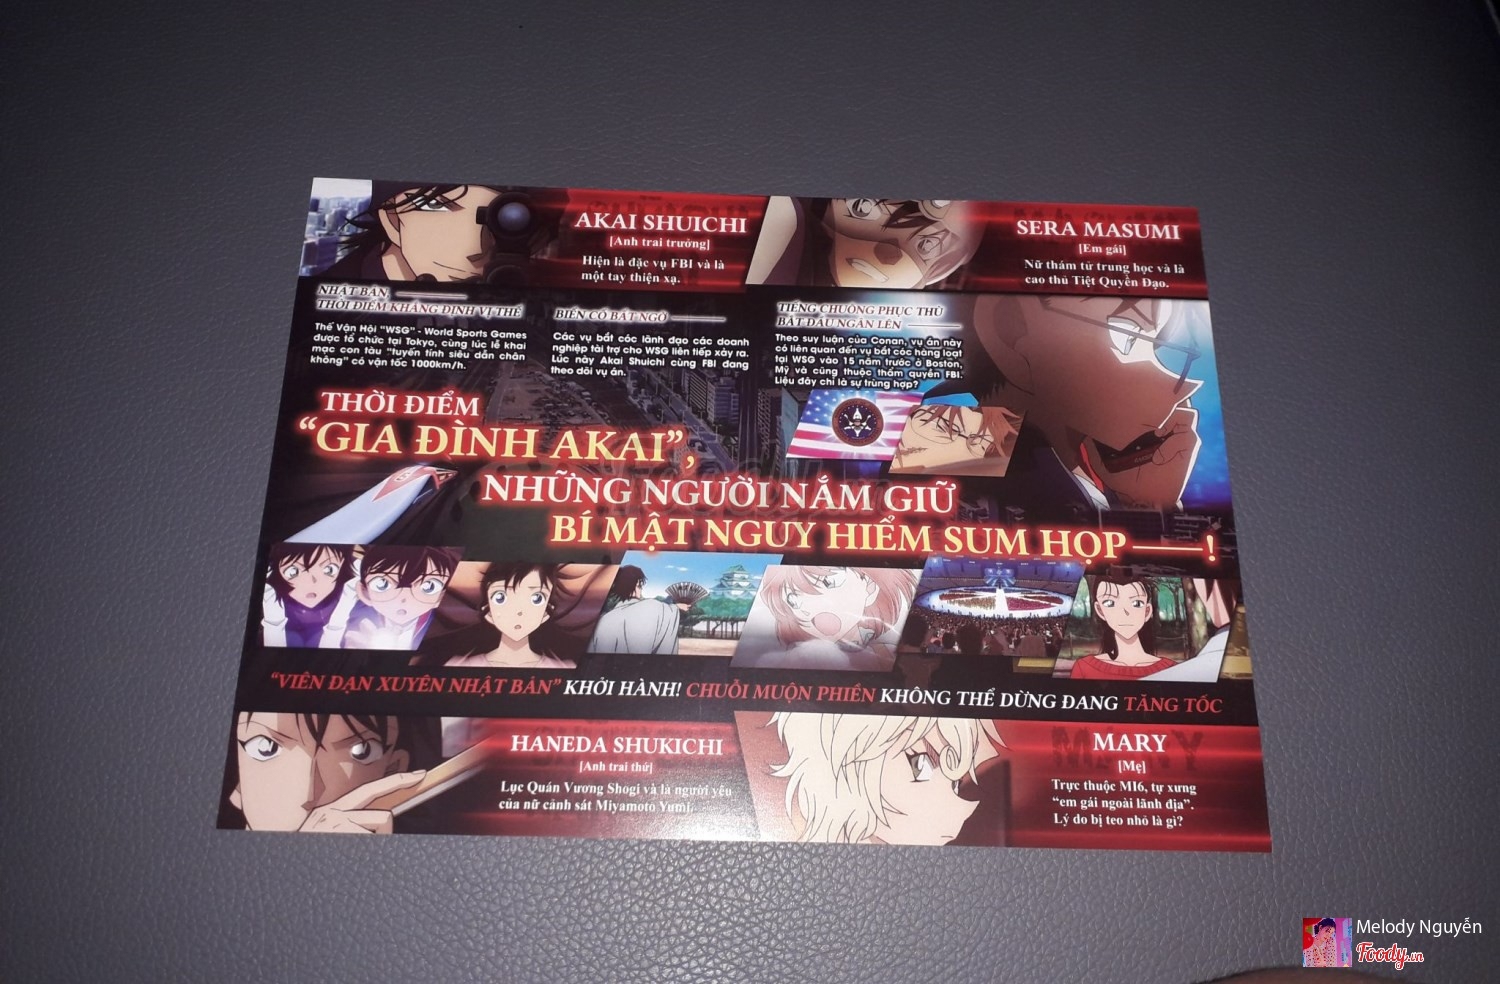 AKAI SHUICHI
[Anh trai trưởng]
Hiện là đặc vụ FBI và là
một tay thiện xạ.
SERA MASUMI
[Em gái]
Nữ thám tử trung học và là
cao thủ Tiệt Quyền Đạo.
NHẬT BẢN,
THỜI ĐIỂM KHẲNG ĐỊNH VỊ THẾ
Thế Vận Hội "WSG" - World Sports Games
được tổ chức tại Tokyo, cùng lúc lễ khai
mạc con tàu "tuyến tính siêu dẫn chân
không" có vận tốc 1000km/h.
BIẾN CỐ BẤT NGỜ
Các vụ bắt cóc lãnh đạo các doanh
nghiệp tài trợ cho WSG liên tiếp xảy ra.
Lúc này Akai Shuichi cùng FBI đang
theo dõi vụ án.
TIẾNG CHUÔNG PHỤC THÙ
BẮT ĐẦU NGÂN LÊN
Theo suy luận của Conan, vụ án này
có liên quan đến vụ bắt cóc hàng loạt
tại WSG vào 15 năm trước ở Boston,
Mỹ và cũng thuộc thẩm quyền FBI.
Liệu đây chỉ là sự trùng hợp?
THỜI ĐIỂM
"GIA ĐÌNH AKAI",
NHỮNG NGƯỜI NẮM GIỮ
BÍ MẬT NGUY HIỂM SUM HỌP——!
"VIÊN ĐẠN XUYÊN NHẬT BẢN" KHỞI HÀNH! CHUỖI MUỘN PHIỀN KHÔNG THỂ DỪNG ĐANG TĂNG TỐC
HANEDA SHUKICHI
[Anh trai thứ]
Lục Quán Vương Shogi và là người yêu
của nữ cảnh sát Miyamoto Yumi.
MARY
[Mẹ]
Trực thuộc MI6, tự xưng
"em gái ngoài lãnh địa".
Lý do bị teo nhỏ là gì?
Melody Nguyễn
Foody.vn